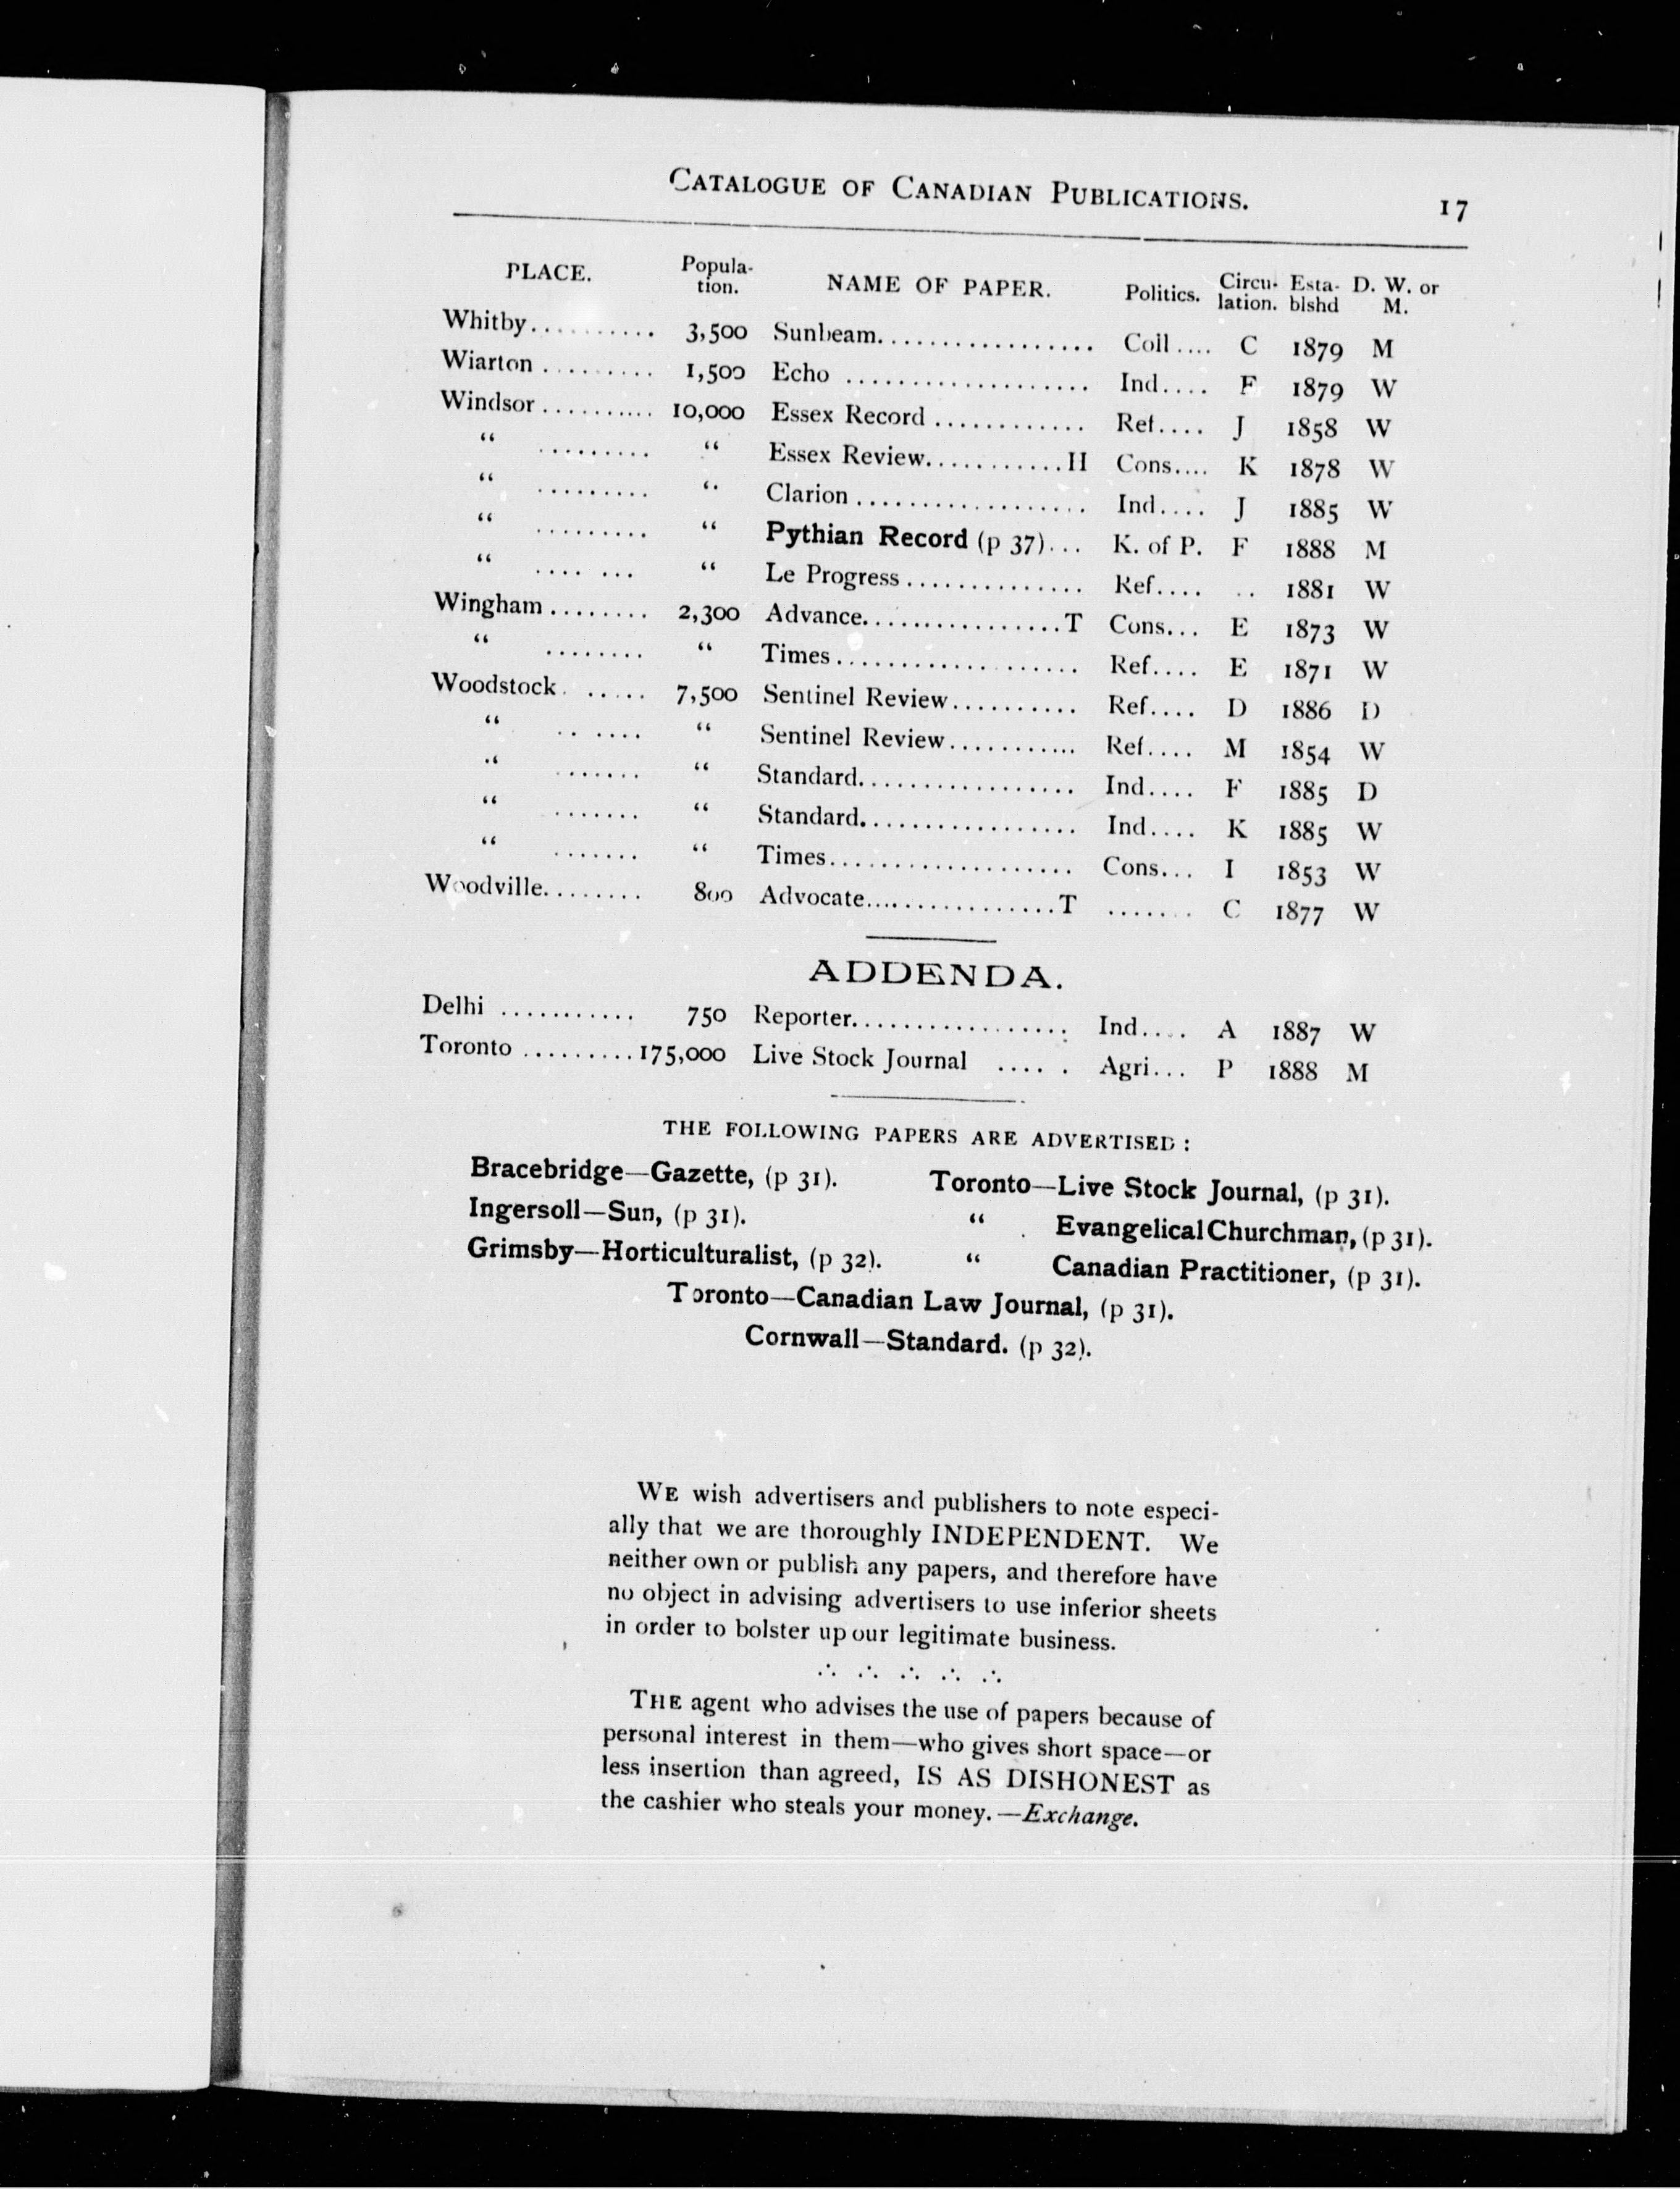 CATALOGUE OF CANADIAN PUBLICATIONS. 17
PLACE. Popula-tion. NAME OF PAPER. Politics. Circu-lation. Esta-blshd D. W. or M.
Whitby.......... 3,500 Sunbeam................. Coll.... C 1879 M
Wiarton......... 1,500 Echo................... Ind.... F 1879 W
Windsor.......... 10,000 Essex Record............ Ref.... J 1858 W
“ ......... “ Essex Review............H Cons.... K 1878 W
“ ......... “ Clarion.................. Ind.... J 1885 W
“ ......... “ Pythian Record (p 37)... K. of P. F 1888 M
“ .... ... “ Le Progress.............. Ref.... .. 1881 W
Wingham........ 2,300 Advance................T Cons... E 1873 W
“ ........ “ Times................... Ref.... E 1871 W
Woodstock. ..... 7,500 Sentinel Review.......... Ref.... D 1886 D
“ .. .... “ Sentinel Review........... Ref.... M 1854 W
“ ....... “ Standard................. Ind.... F 1885 D
“ ....... “ Standard................. Ind.... K 1885 W
“ ....... “ Times................... Cons... I 1853 W
Woodville........ 800 Advocate................T ....... C 1877 W
ADDENDA.
Delhi ........... 750 Reporter................. Ind.... A 1887 W
Toronto .........175,000 Live Stock Journal ..... . Agri... P 1888 M
THE FOLLOWING PAPERS ARE ADVERTISED:
Bracebridge—Gazette, (p 31). Toronto—Live Stock Journal, (p 31).
Ingersoll—Sun, (p 31). “ Evangelical Churchman, (p 31).
Grimsby—Horticulturalist, (p 32). “ Canadian Practitioner, (p 31).
Toronto—Canadian Law Journal, (p 31).
Cornwall—Standard. (p 32).
WE wish advertisers and publishers to note especi-
ally that we are thoroughly INDEPENDENT. We
neither own or publish any papers, and therefore have
no object in advising advertisers to use inferior sheets
in order to bolster up our legitimate business.
∴ ∴ ∴ ∴ ∴
THE agent who advises the use of papers because of
personal interest in them—who gives short space—or
less insertion than agreed, IS AS DISHONEST as
the cashier who steals your money.—Exchange.